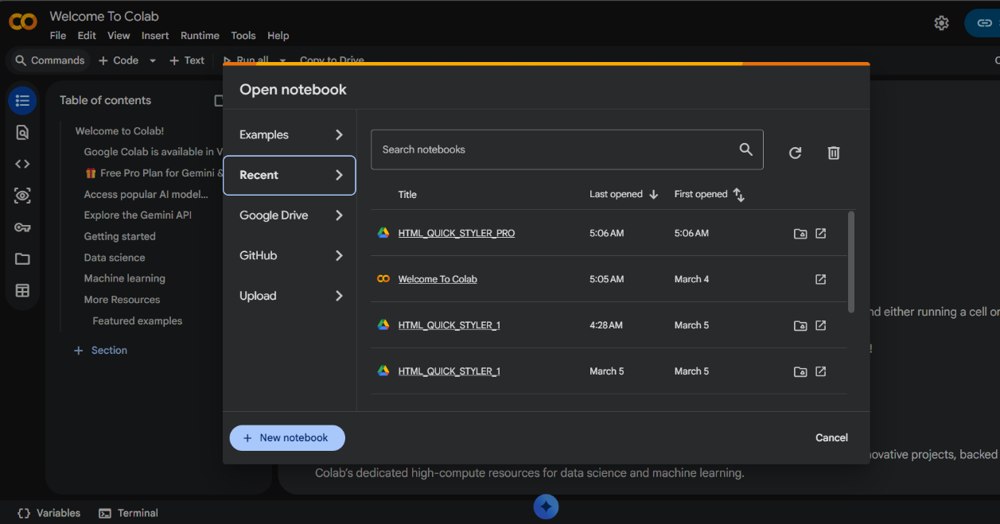 Welcome To Colab
File Edit View Insert Runtime Tools Help
Commands + Code + Text Run all Copy to Drive
Table of contents
Welcome to Colab!
Google Colab is available in V
🎁 Free Pro Plan for Gemini &
Access popular AI model...
Explore the Gemini API
Getting started
Data science
Machine learning
More Resources
Featured examples
+ Section
Open notebook
Examples
Recent
Google Drive
GitHub
Upload
Search notebooks
Title Last opened First opened
HTML_QUICK_STYLER_PRO 5:06 AM 5:06 AM
Welcome To Colab 5:05 AM March 4
HTML_QUICK_STYLER_1 4:28 AM March 5
HTML_QUICK_STYLER_1 March 5 March 5
+ New notebook
Cancel
nd either running a cell or
!
novative projects, backed
Colab's dedicated high-compute resources for data science and machine learning.
Variables Terminal